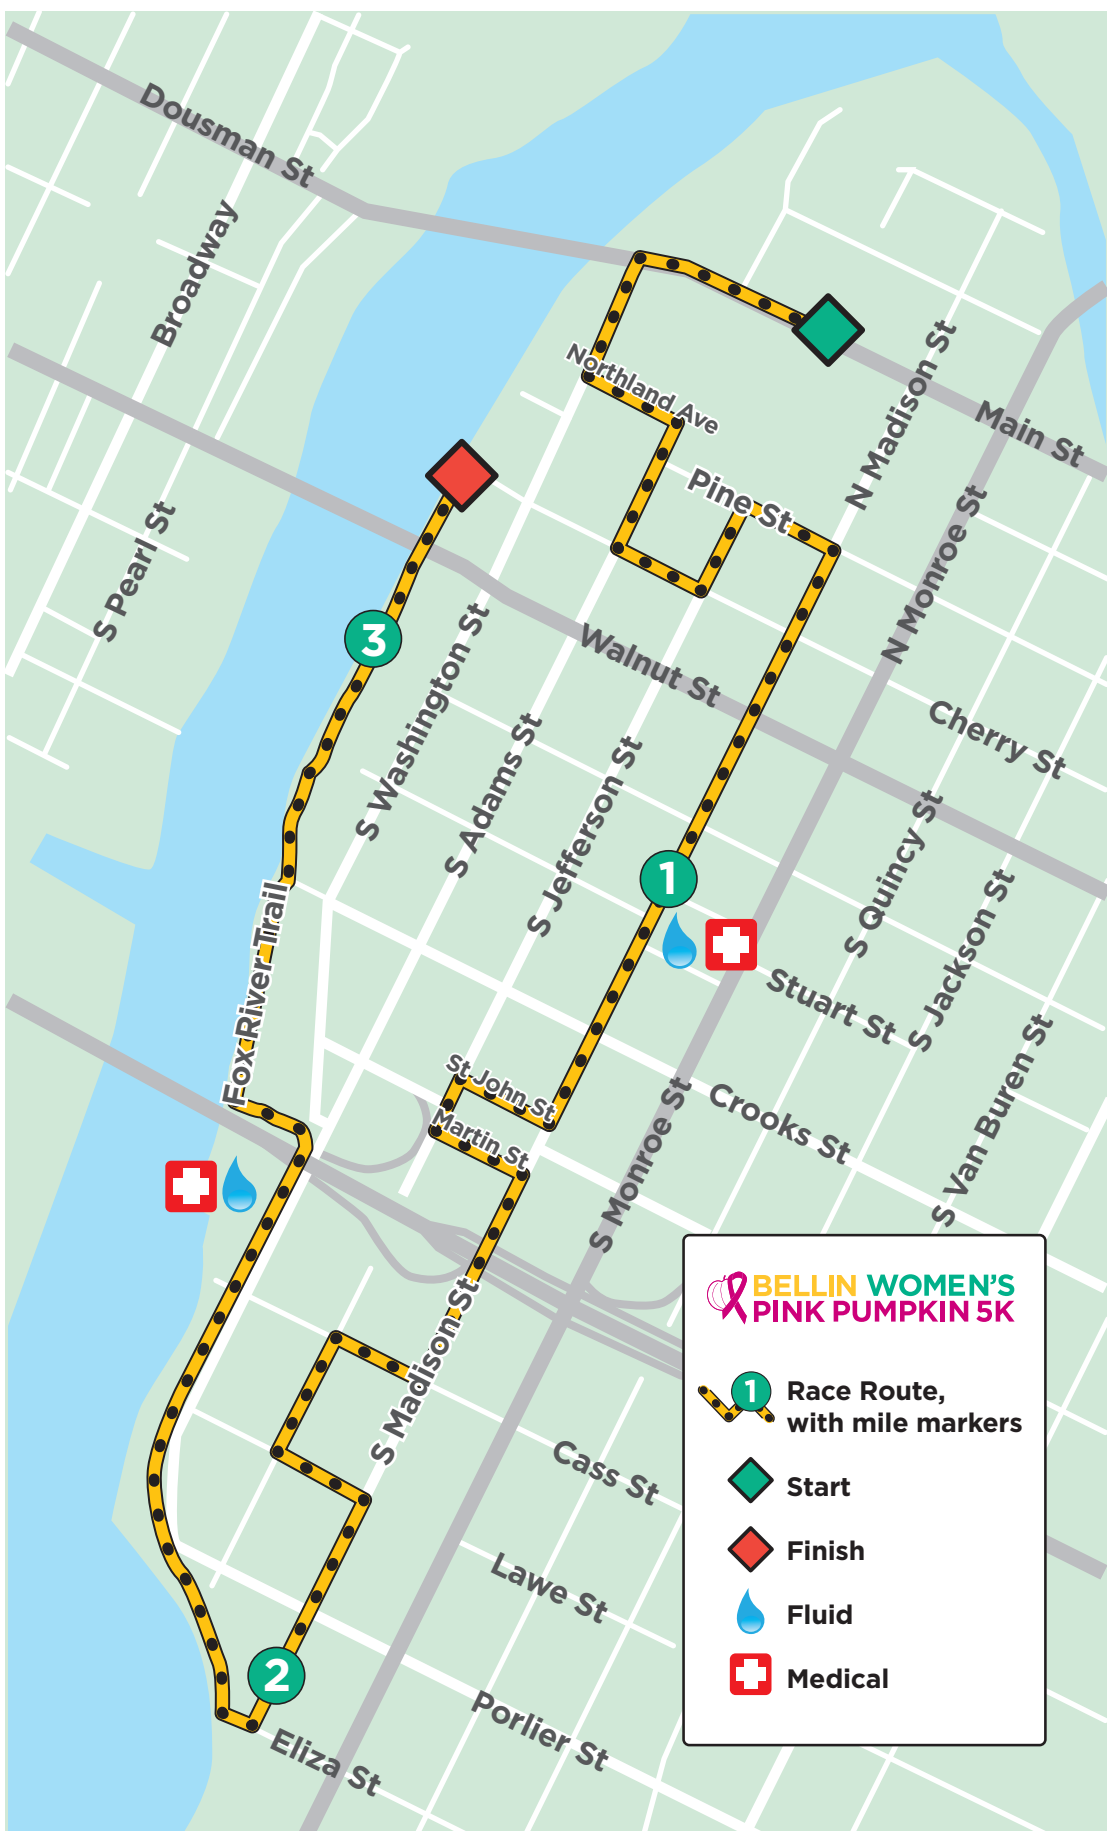 Dousman St
Broadway
Northland Ave
N Madison St
Main St
Pine St
S Pearl St
N Monroe St
3
S Washington St
Walnut St
Cherry St
S Adams St
S Jefferson St
S Quincy St
1
S Jackson St
Fox River Trail
Stuart St
S Van Buren St
St John St
Crooks St
Martin St
S Monroe St
S Madison St
Cass St
Lawe St
2
Porlier St
Eliza St
BELLIN WOMEN'S
PINK PUMPKIN 5K
1
Race Route,
with mile markers
Start
Finish
Fluid
Medical